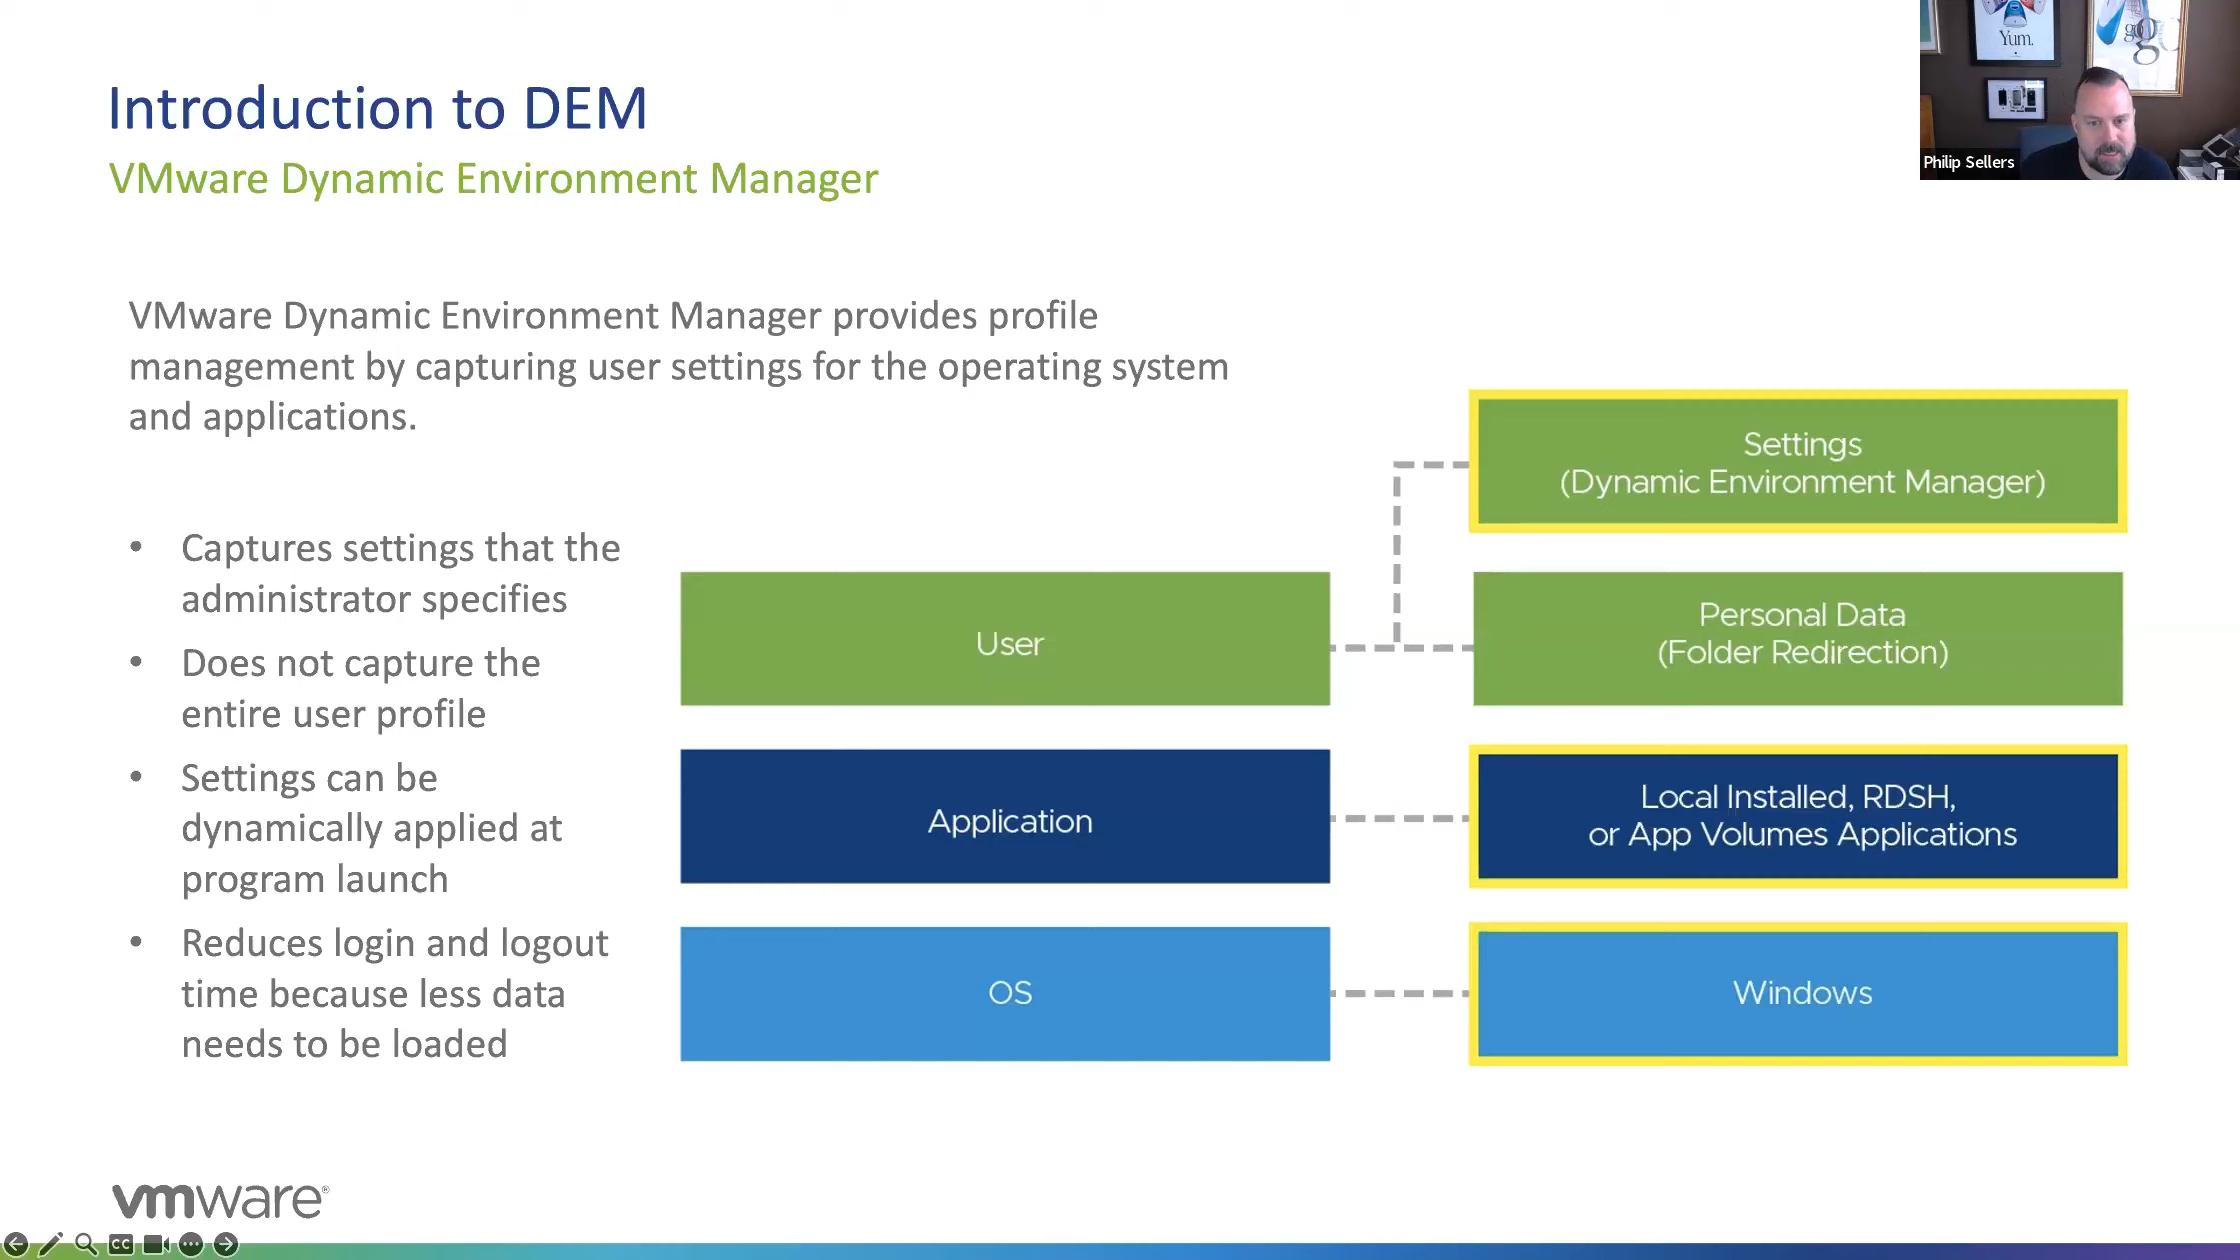 Introduction to DEM
VMware Dynamic Environment Manager
Yum.
Philip Sellers
VMware Dynamic Environment Manager provides profile
management by capturing user settings for the operating system
and applications.
• Captures settings that the
administrator specifies
• Does not capture the
entire user profile
• Settings can be
dynamically applied at
program launch
• Reduces login and logout
time because less data
needs to be loaded
Settings
(Dynamic Environment Manager)
User
Personal Data
(Folder Redirection)
Application
Local Installed, RDSH,
or App Volumes Applications
OS
Windows
vmware®
CC